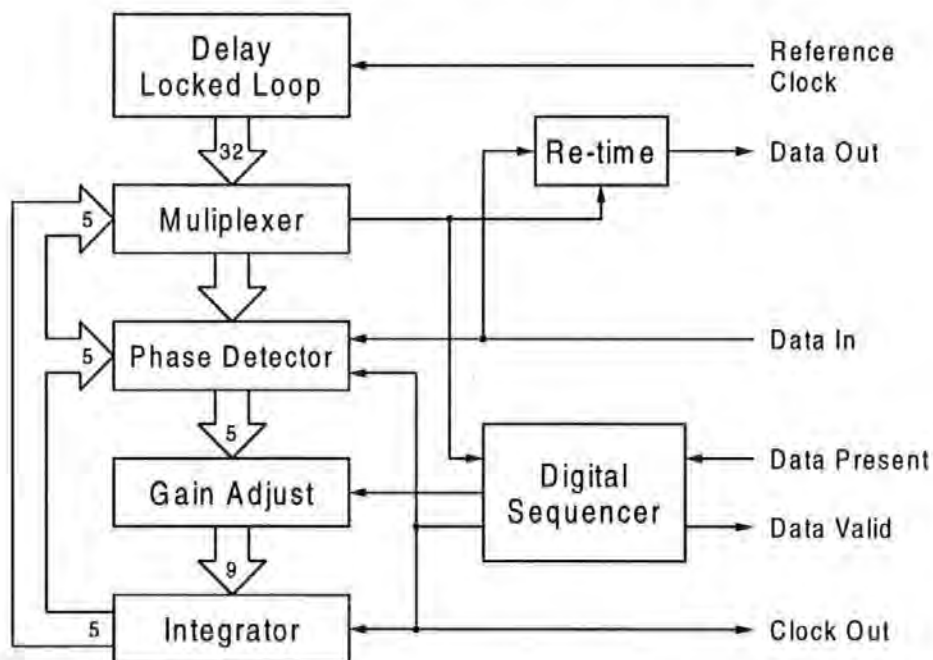 Delay
Locked Loop
Reference
Clock
32
Re-time
Data Out
5
Muliplexer
5
Phase Detector
Data In
5
Gain Adjust
Digital
Sequencer
Data Present
Data Valid
9
5
Integrator
Clock Out